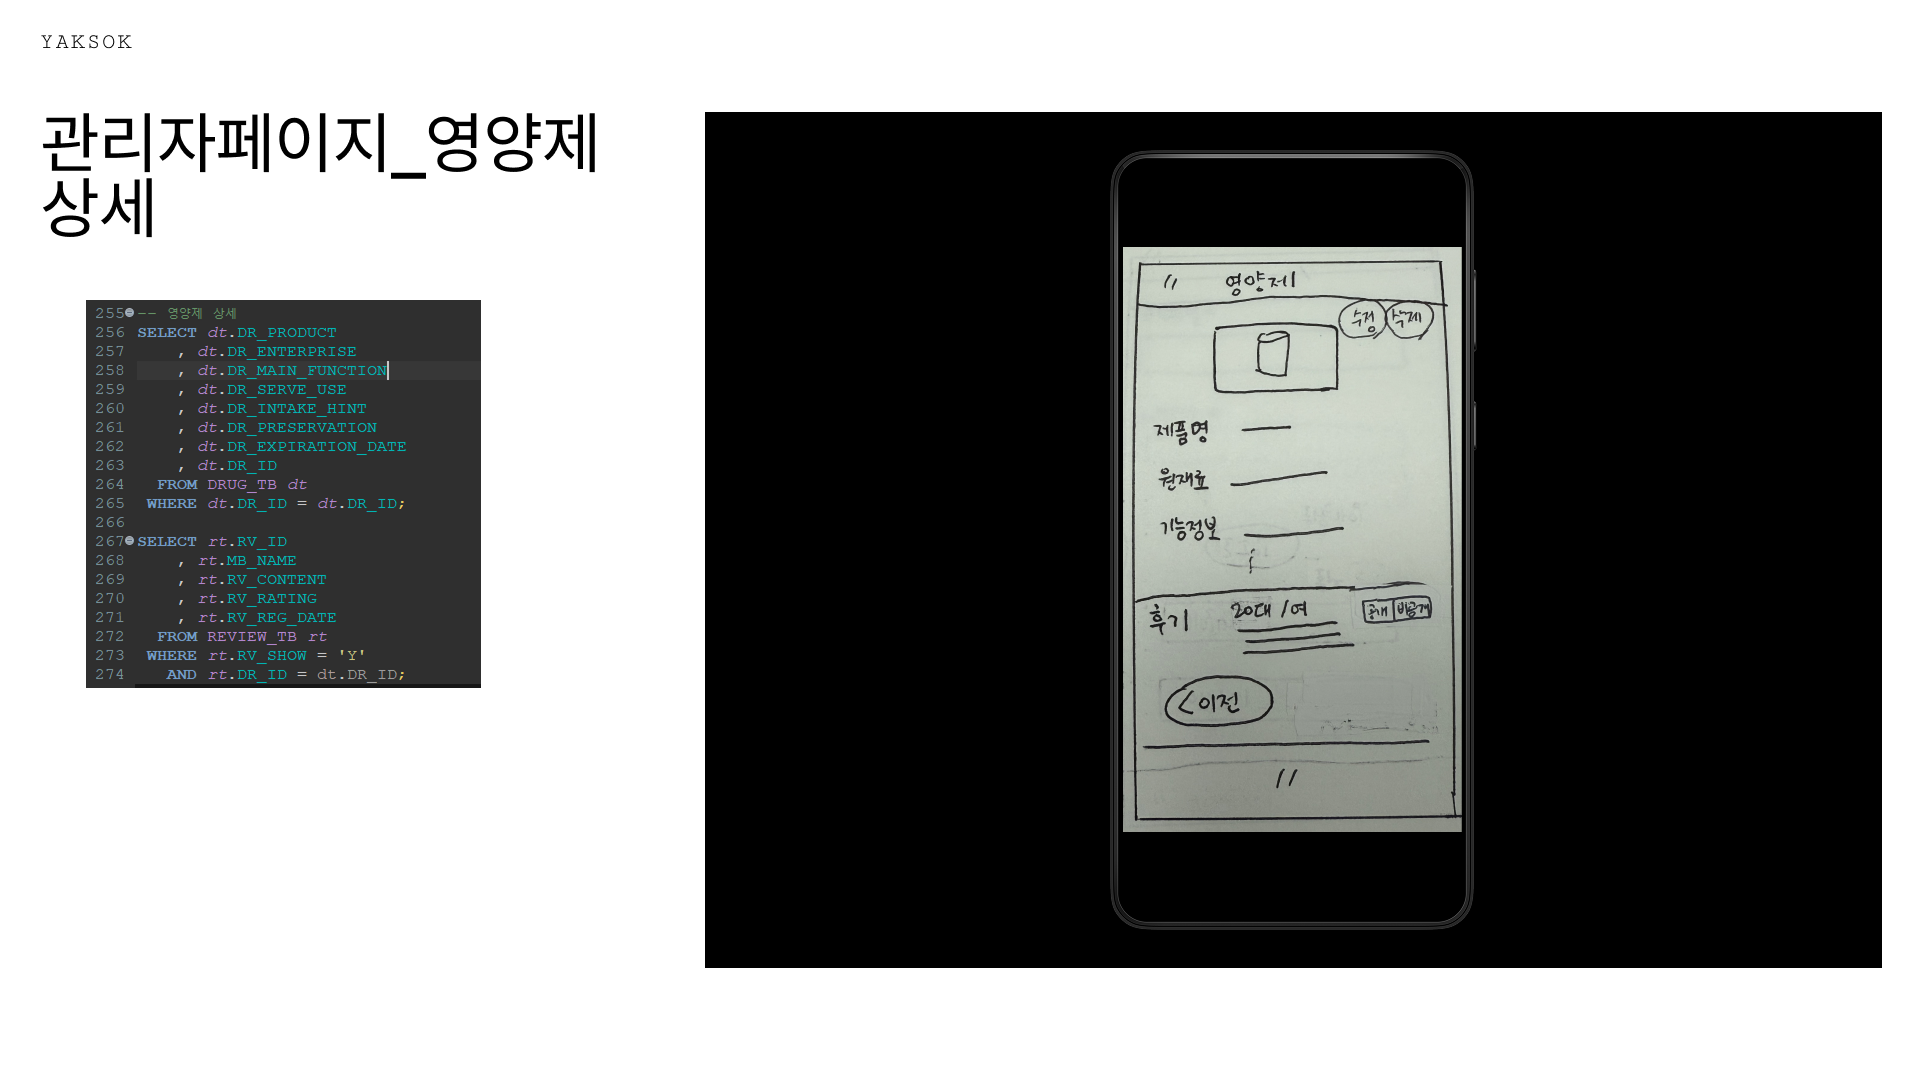 YAKSOK
관리자페이지_영양제
상세
255 -- 영양제 상세
256 SELECT dt.DR_PRODUCT
257 , dt.DR_ENTERPRISE
258 , dt.DR_MAIN_FUNCTION
259 , dt.DR_SERVE_USE
260 , dt.DR_INTAKE_HINT
261 , dt.DR_PRESERVATION
262 , dt.DR_EXPIRATION_DATE
263 , dt.DR_ID
264 FROM DRUG_TB dt
265 WHERE dt.DR_ID = dt.DR_ID;
266
267 SELECT rt.RV_ID
268 , rt.MB_NAME
269 , rt.RV_CONTENT
270 , rt.RV_RATING
271 , rt.RV_REG_DATE
272 FROM REVIEW_TB rt
273 WHERE rt.RV_SHOW = 'Y'
274 AND rt.DR_ID = dt.DR_ID;
〃 영양제
수정 삭제
제품명
원재료
기능정보
후기 20대 / 여 공개 비공개
< 이전
〃